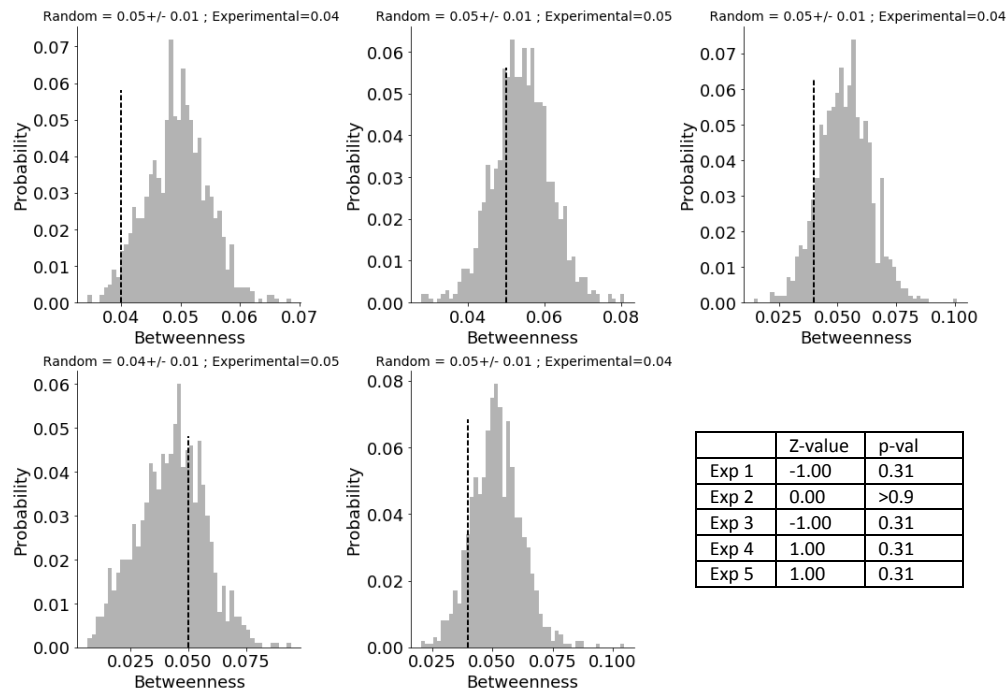 Random = 0.05+/- 0.01 ; Experimental=0.04
0.07
0.06
0.05
0.04
0.03
0.02
0.01
0.00
Probability
0.04 0.05 0.06 0.07
Betweenness
Random = 0.05+/- 0.01 ; Experimental=0.05
0.06
0.05
0.04
0.03
0.02
0.01
0.00
Probability
0.04 0.06 0.08
Betweenness
Random = 0.05+/- 0.01 ; Experimental=0.04
0.07
0.06
0.05
0.04
0.03
0.02
0.01
0.00
Probability
0.025 0.050 0.075 0.100
Betweenness
Random = 0.04+/- 0.01 ; Experimental=0.05
0.06
0.05
0.04
0.03
0.02
0.01
0.00
Probability
0.025 0.050 0.075
Betweenness
Random = 0.05+/- 0.01 ; Experimental=0.04
0.08
0.06
0.04
0.02
0.00
Probability
0.025 0.050 0.075 0.100
Betweenness
Z-value p-val
Exp 1 -1.00 0.31
Exp 2 0.00 >0.9
Exp 3 -1.00 0.31
Exp 4 1.00 0.31
Exp 5 1.00 0.31